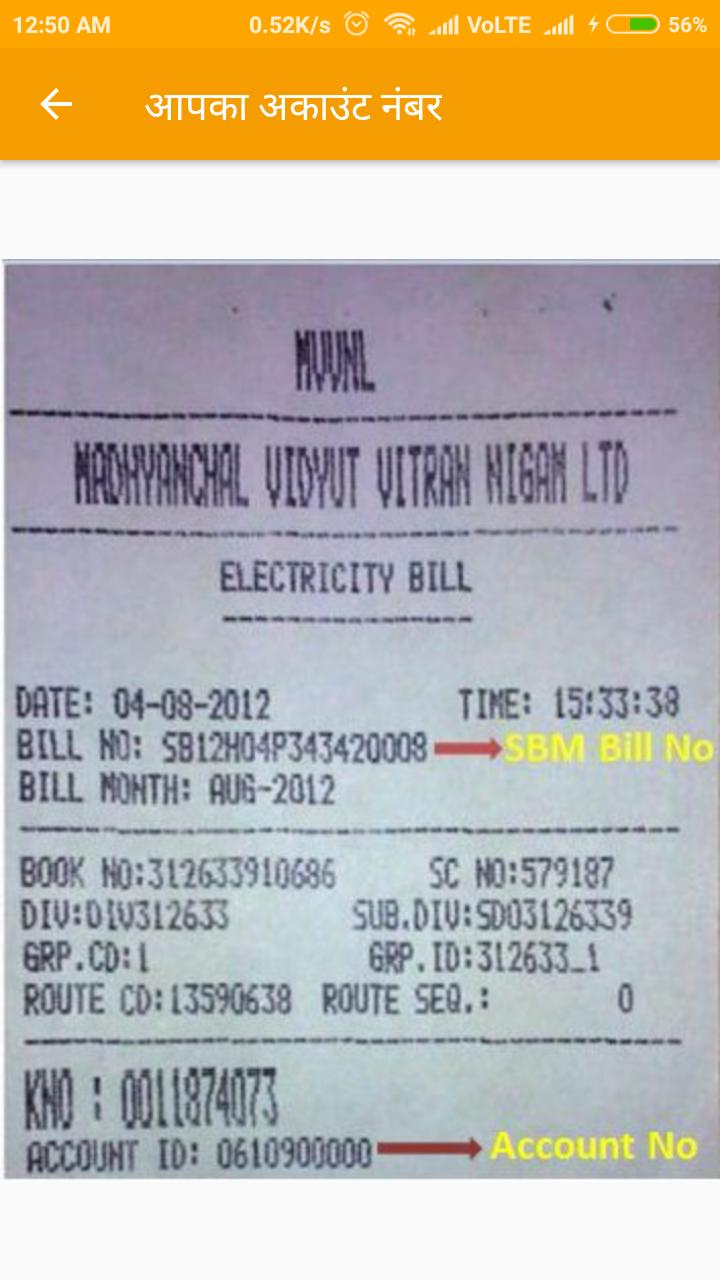 12:50 AM 0.52K/s VoLTE 56%
आपका अकाउंट नंबर
MVVNL
MADHYANCHAL VIDYUT VITRAN NIGAM LTD
ELECTRICITY BILL
DATE: 04-08-2012 TIME: 15:33:38
BILL NO: SB12H04P343420008 SBM Bill No
BILL MONTH: AUG-2012
BOOK NO:312633910686 SC NO:579187
DIV:DIV312633 SUB.DIV:SDO3126339
GRP.CD:1 GRP.ID:312633_1
ROUTE CD:13590638 ROUTE SEQ.: 0
KNO : 0011874073
ACCOUNT ID: 0610900000 Account No